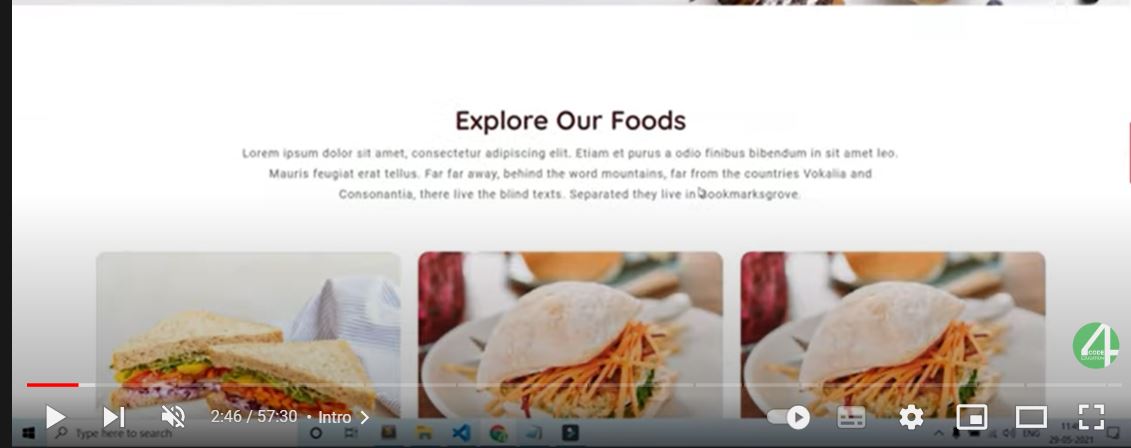 Explore Our Foods
Lorem ipsum dolor sit amet, consectetur adipiscing elit. Etiam et purus a odio finibus bibendum in sit amet leo.
Mauris feugiat erat tellus. Far far away, behind the word mountains, far from the countries Vokalia and
Consonantia, there live the blind texts. Separated they live in Bookmarksgrove.
4
CODE
2:46 / 57:30 • Intro
Type here to search
ENG
29-05-2021